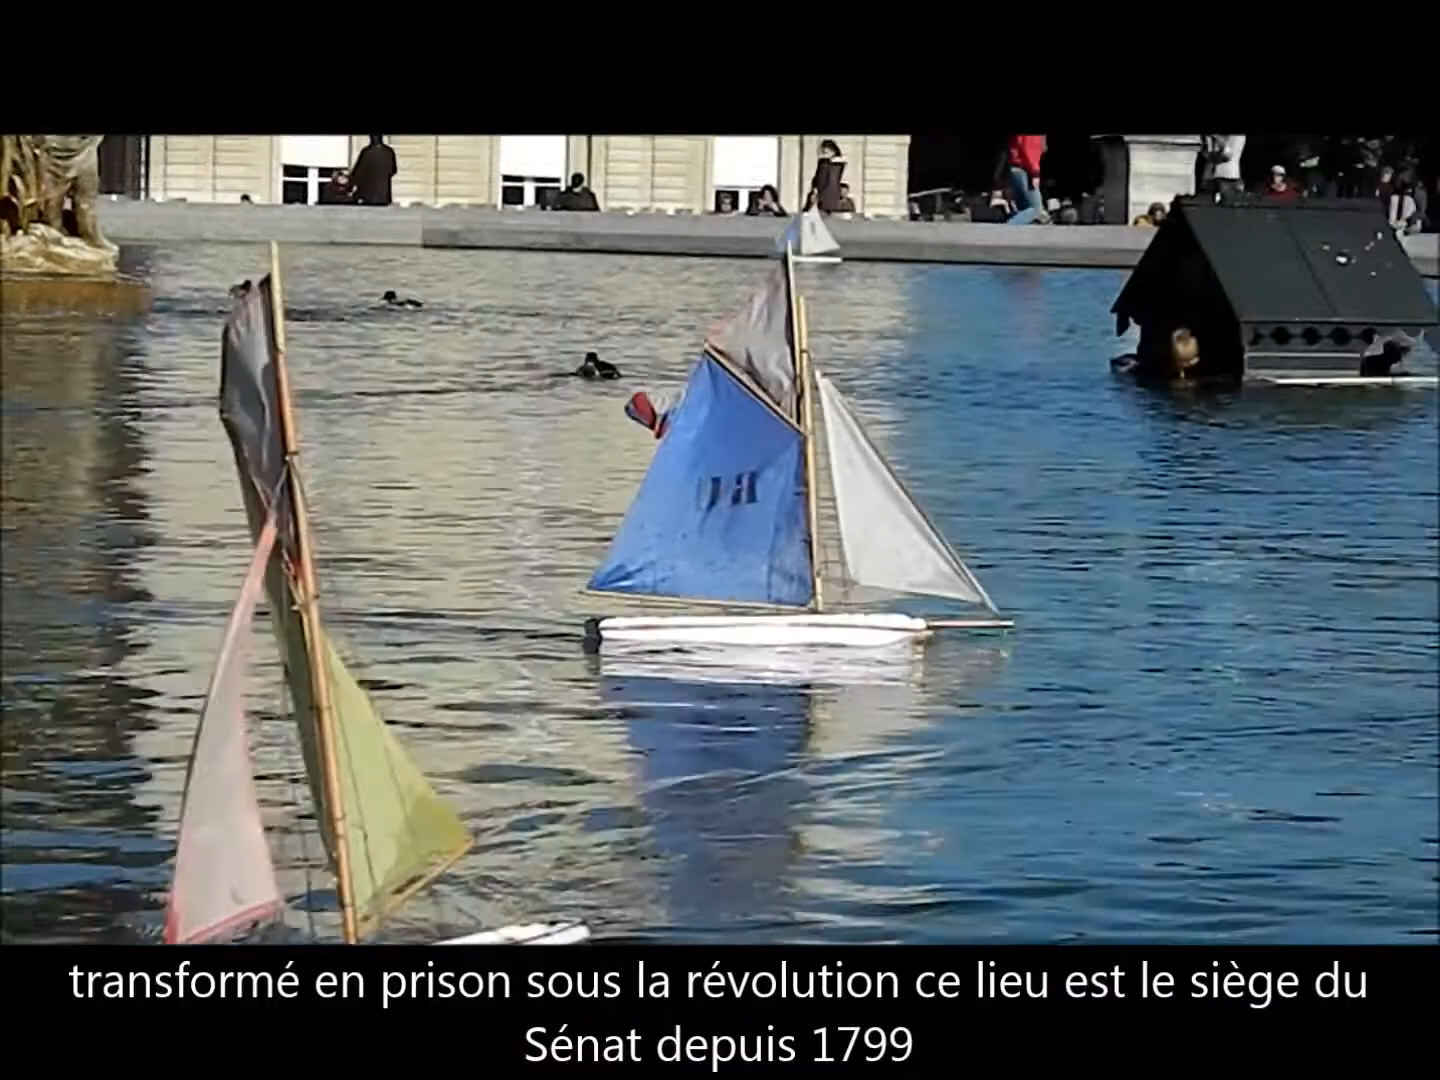 transformé en prison sous la révolution ce lieu est le siège du
Sénat depuis 1799